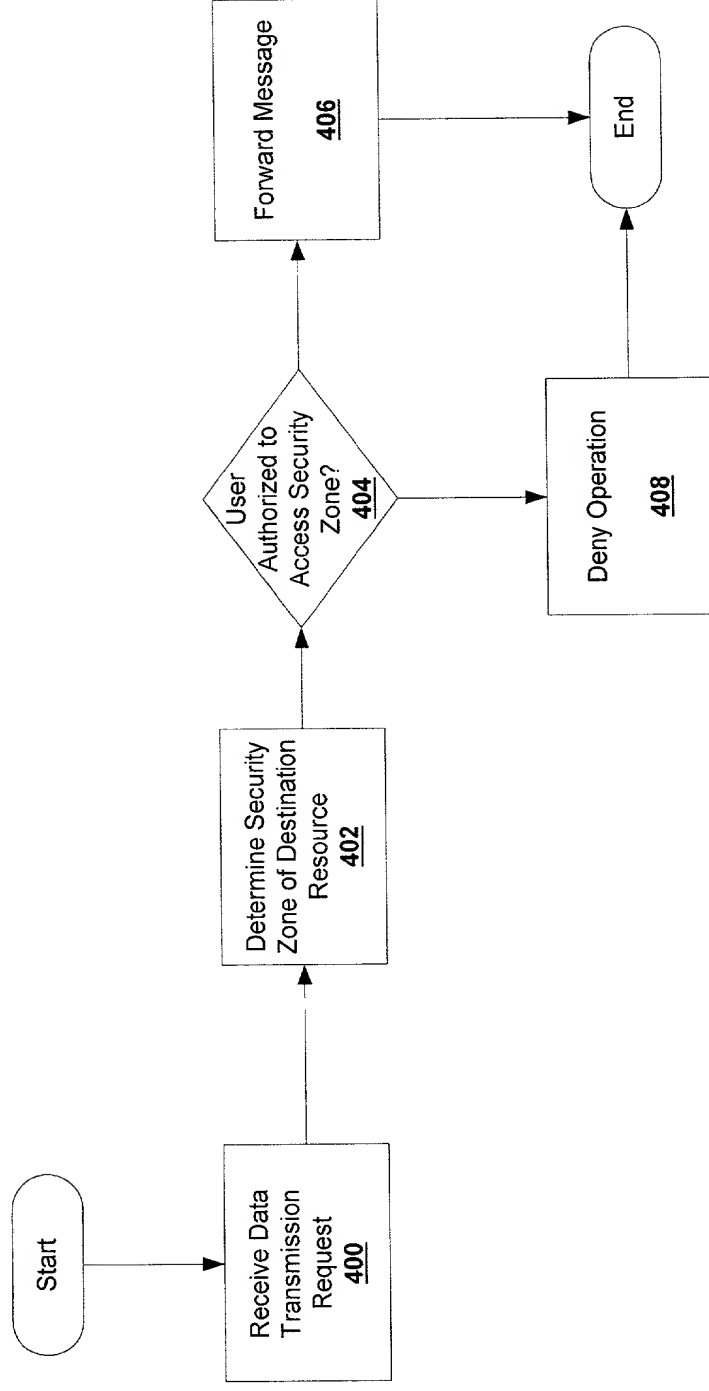 Start
Receive Data
Transmission
Request
400
Determine Security
Zone of Destination
Resource
402
User
Authorized to
Access Security
Zone?
404
Forward Message
406
Deny Operation
408
End